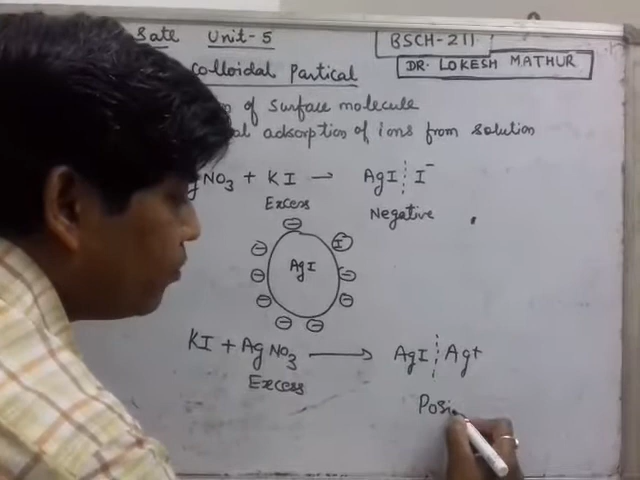 Sate Unit-5
BSCH-211
colloidal Partical
DR. LOKESH MATHUR
of surface molecule
adsorption of ions from solution
NO3 + KI → AgI ⋮ I⁻
Excess
Negative
⊖
⊖ I⁻
AgI
⊖ ⊖
⊖ ⊖
⊖ ⊖
KI + AgNO3 → AgI ⋮ Ag+
Excess
Posi